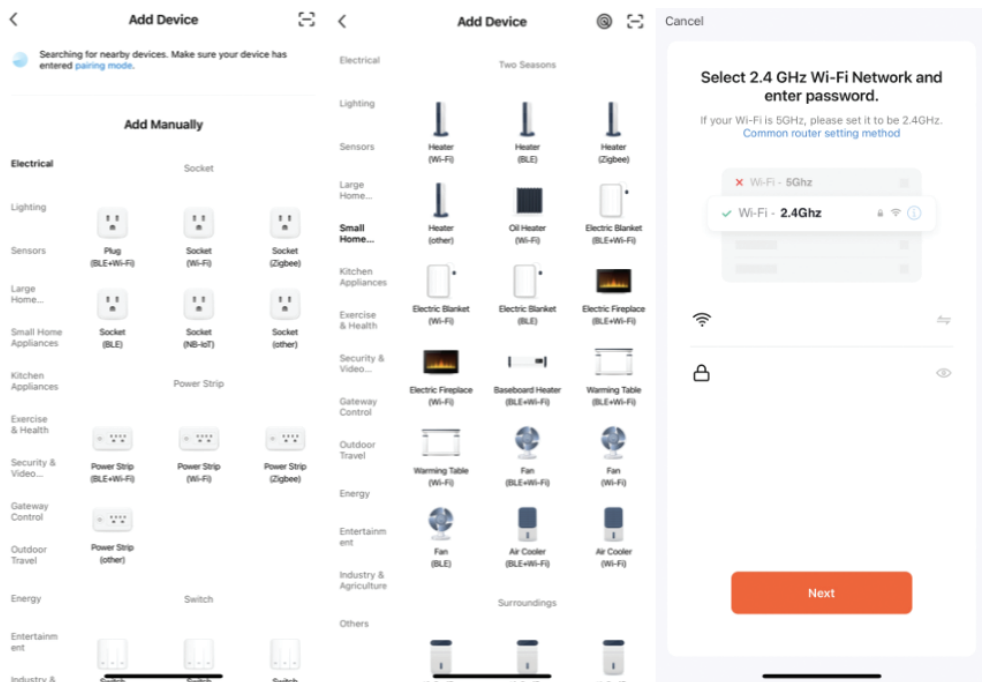 Add Device
Searching for nearby devices. Make sure your device has
entered pairing mode.
Add Manually
Electrical
Lighting
Sensors
Large
Home...
Small Home
Appliances
Kitchen
Appliances
Exercise
& Health
Security &
Video...
Gateway
Control
Outdoor
Travel
Energy
Entertainm
ent
Industry &
Socket
Plug
(BLE+Wi-Fi)
Socket
(Wi-Fi)
Socket
(Zigbee)
Socket
(BLE)
Socket
(NB-IoT)
Socket
(other)
Power Strip
Power Strip
(BLE+Wi-Fi)
Power Strip
(Wi-Fi)
Power Strip
(Zigbee)
Power Strip
(other)
Switch
Switch
Switch
Switch
Add Device
Electrical
Lighting
Sensors
Large
Home...
Small
Home...
Kitchen
Appliances
Exercise
& Health
Security &
Video...
Gateway
Control
Outdoor
Travel
Energy
Entertainm
ent
Industry &
Agriculture
Others
Two Seasons
Heater
(Wi-Fi)
Heater
(BLE)
Heater
(Zigbee)
Heater
(other)
Oil Heater
(Wi-Fi)
Electric Blanket
(BLE+Wi-Fi)
Electric Blanket
(Wi-Fi)
Electric Blanket
(BLE)
Electric Fireplace
(BLE+Wi-Fi)
Electric Fireplace
(Wi-Fi)
Baseboard Heater
(BLE+Wi-Fi)
Warming Table
(BLE+Wi-Fi)
Warming Table
(Wi-Fi)
Fan
(BLE+Wi-Fi)
Fan
(Wi-Fi)
Fan
(BLE)
Air Cooler
(BLE+Wi-Fi)
Air Cooler
(Wi-Fi)
Surroundings
Cancel
Select 2.4 GHz Wi-Fi Network and
enter password.
If your Wi-Fi is 5GHz, please set it to be 2.4GHz.
Common router setting method
Wi-Fi - 5Ghz
Wi-Fi - 2.4Ghz
Next